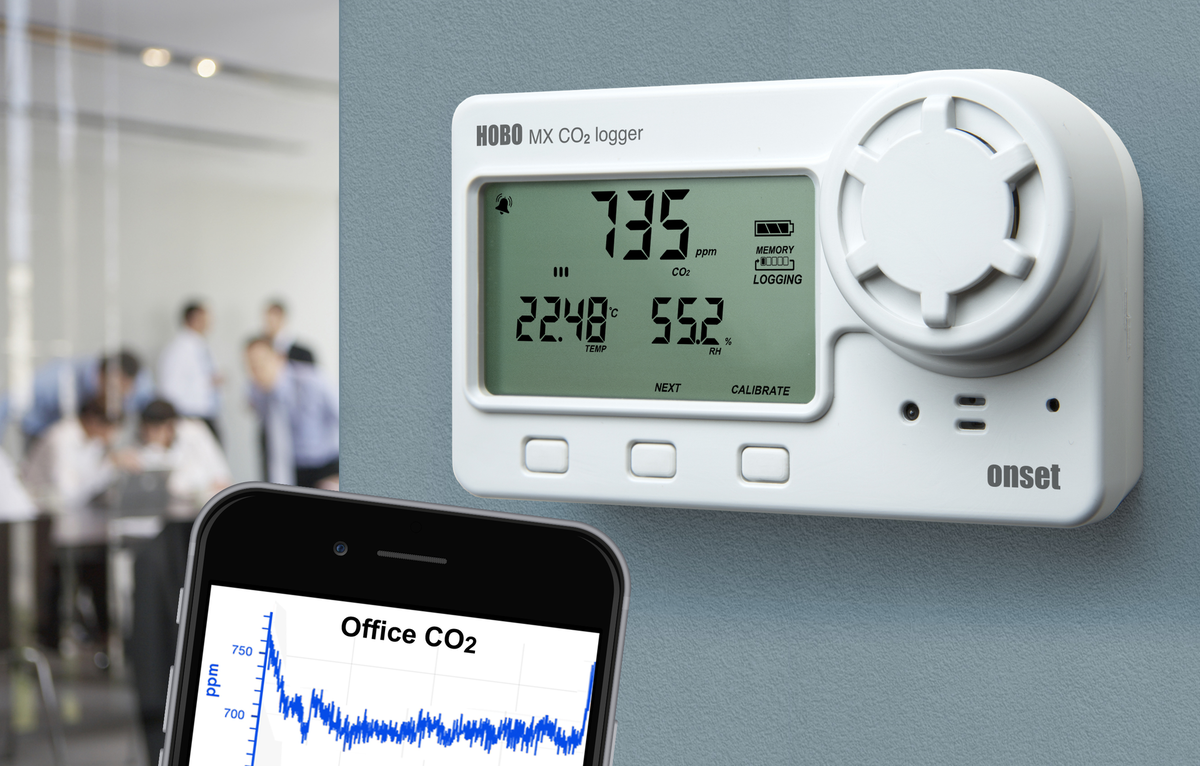 HOBO MX CO₂ logger
735 ppm
CO₂
MEMORY
LOGGING
22.48 °C
TEMP
55.2 %
RH
NEXT CALIBRATE
onset
Office CO₂
750
ppm
700